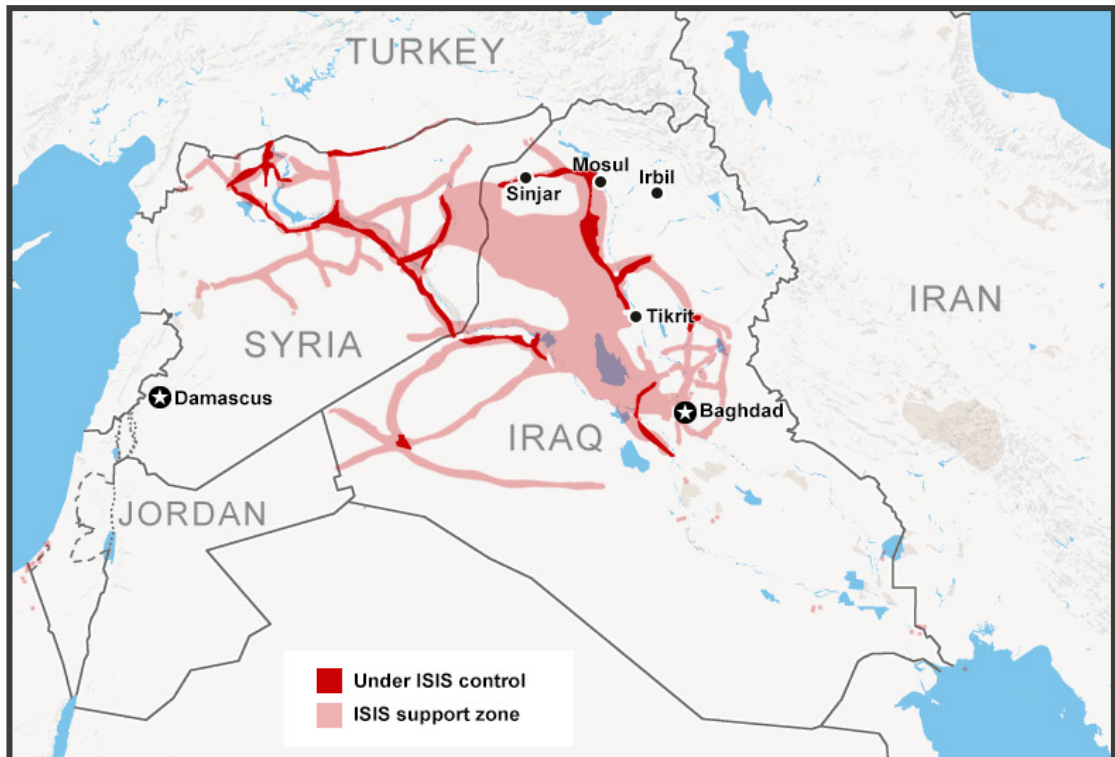 TURKEY
Mosul
Sinjar
Irbil
IRAN
Tikrit
SYRIA
Damascus
Baghdad
IRAQ
JORDAN
Under ISIS control
ISIS support zone